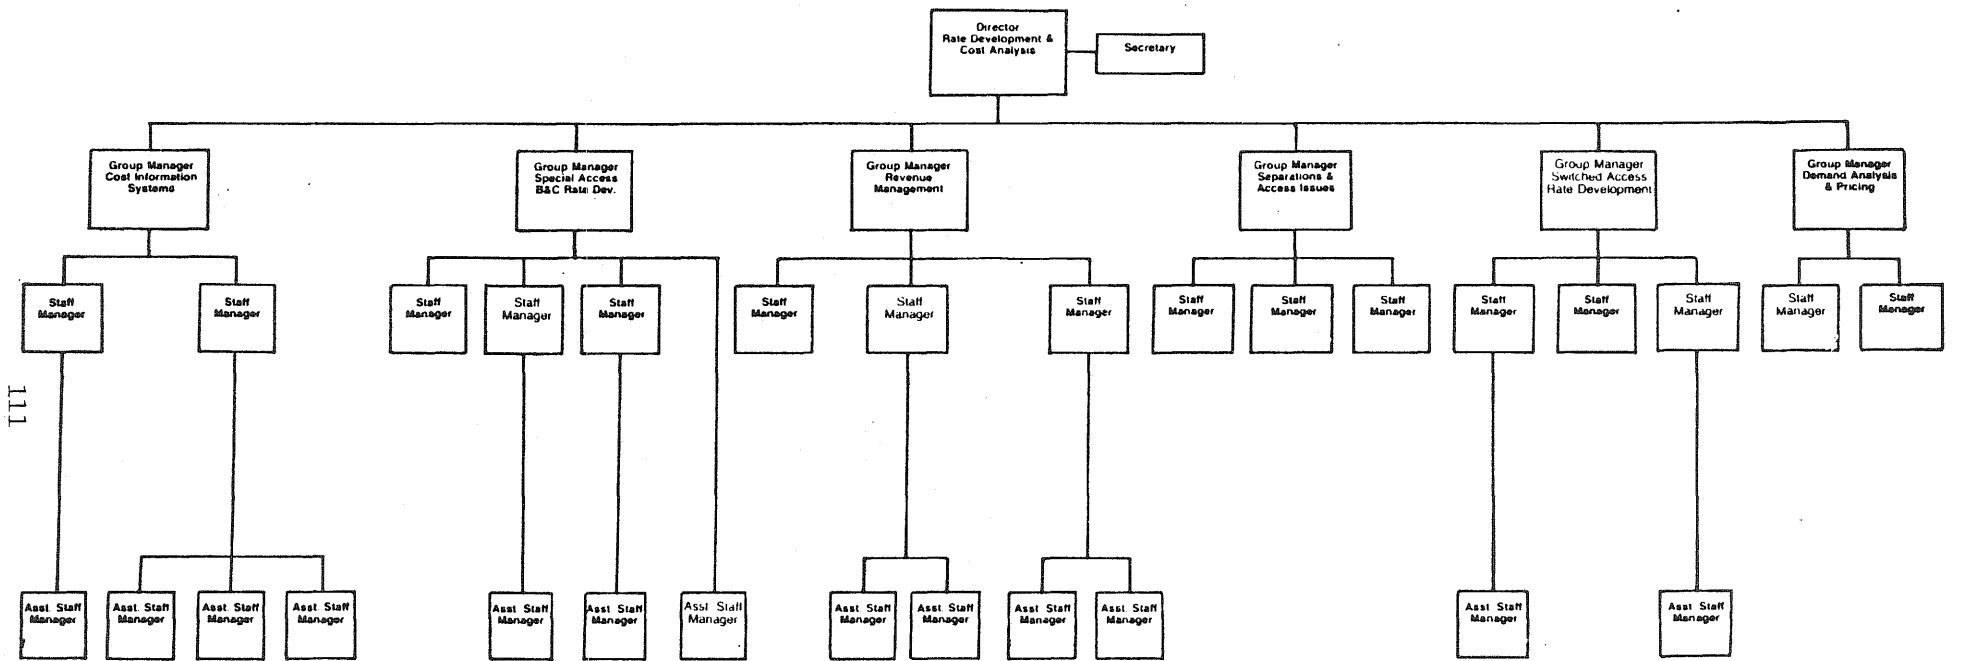 Director
Rate Development &
Cost Analysis
Secretary
Group Manager
Cost Information
Systems
Group Manager
Special Access
B&C Rate Dev.
Group Manager
Revenue
Management
Group Manager
Separations &
Access Issues
Group Manager
Switched Access
Rate Development
Group Manager
Demand Analysis
& Pricing
Staff
Manager
Staff
Manager
Staff
Manager
Staff
Manager
Staff
Manager
Staff
Manager
Staff
Manager
Staff
Manager
Staff
Manager
Staff
Manager
Staff
Manager
Staff
Manager
Staff
Manager
Staff
Manager
Staff
Manager
Staff
Manager
111
Asst. Staff
Manager
Asst. Staff
Manager
Asst. Staff
Manager
Asst. Staff
Manager
Asst. Staff
Manager
Asst. Staff
Manager
Asst. Staff
Manager
Asst. Staff
Manager
Asst. Staff
Manager
Asst. Staff
Manager
Asst. Staff
Manager
Asst. Staff
Manager
Asst. Staff
Manager